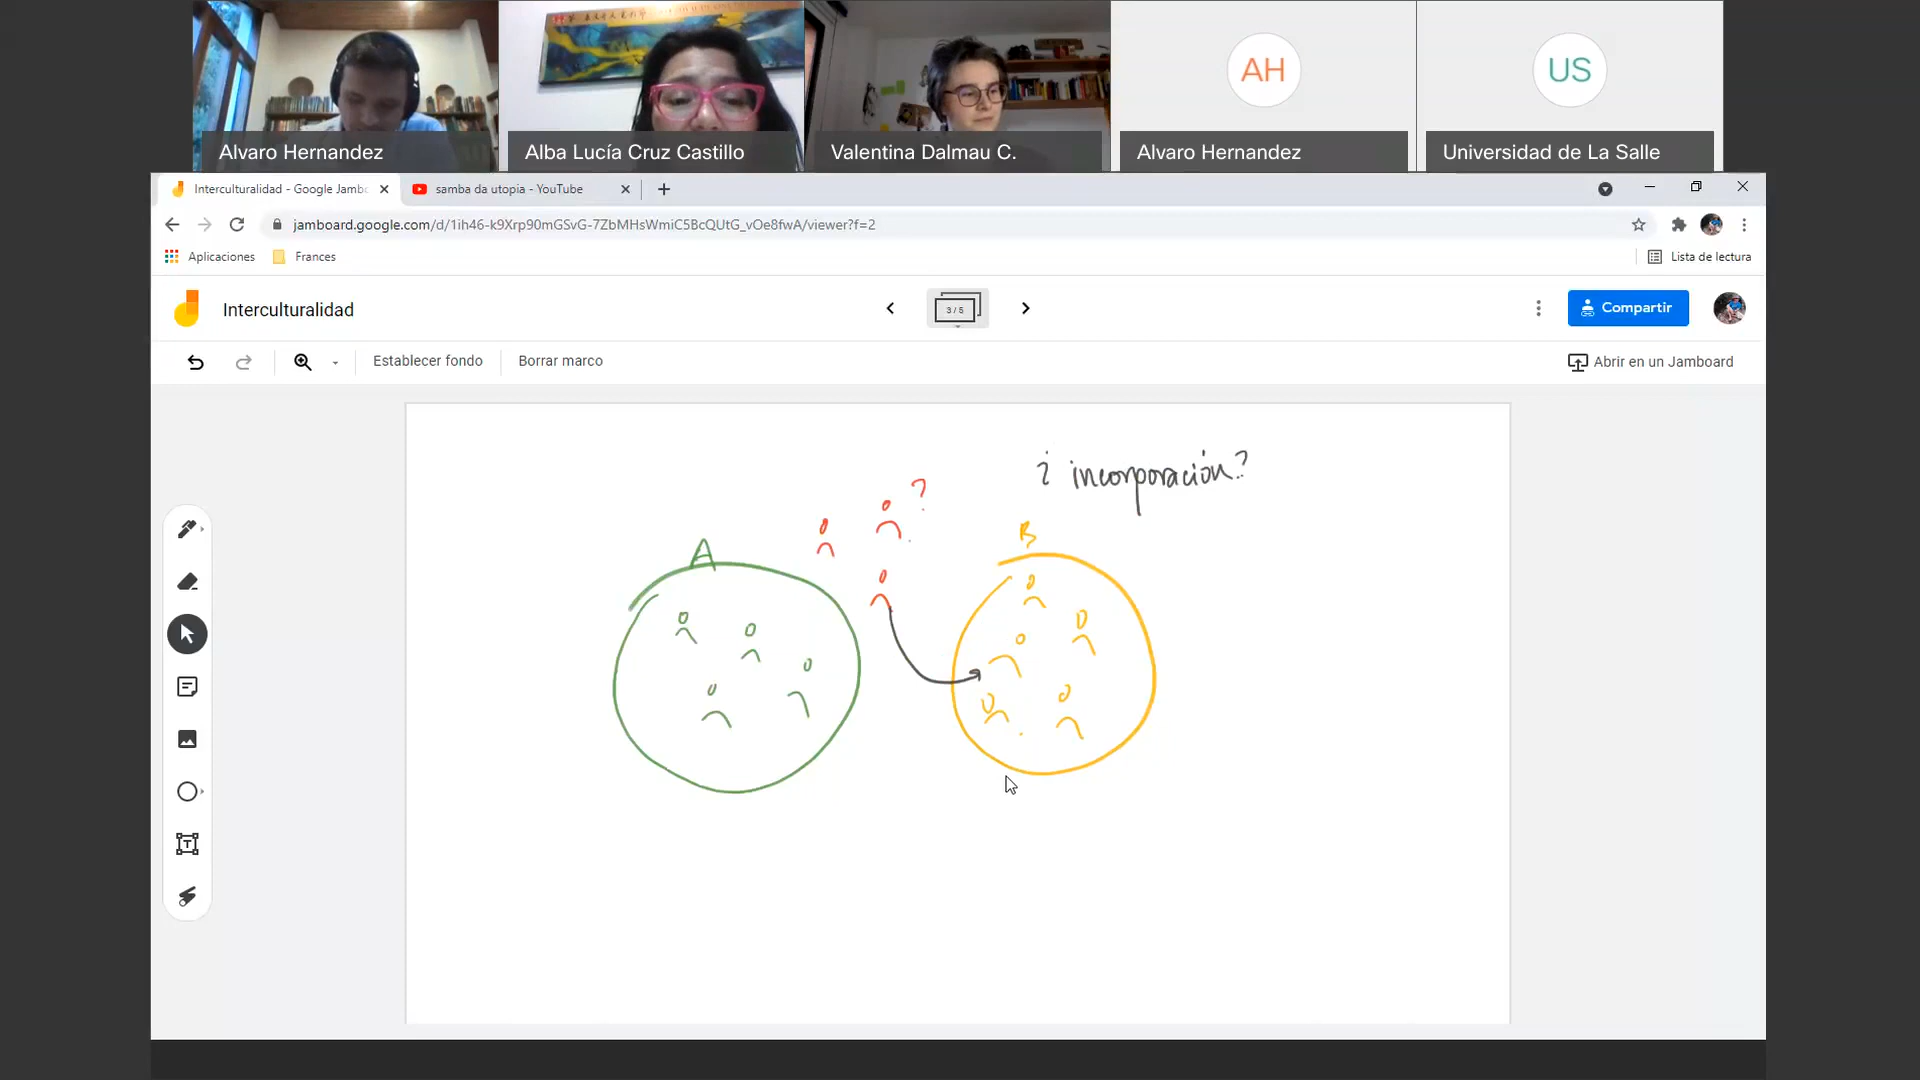 Alvaro Hernandez
Alba Lucía Cruz Castillo
Valentina Dalmau C.
AH
Alvaro Hernandez
US
Universidad de La Salle
Interculturalidad - Google Jambo
samba da utopia - YouTube
jamboard.google.com/d/1ih46-k9Xrp90mGSvG-7ZbMHsWmiC5BcQUtG_vOe8fwA/viewer?f=2
Aplicaciones
Frances
Lista de lectura
Interculturalidad
3 / 5
Compartir
Establecer fondo
Borrar marco
Abrir en un Jamboard
¿ incorporación?
?
A
B